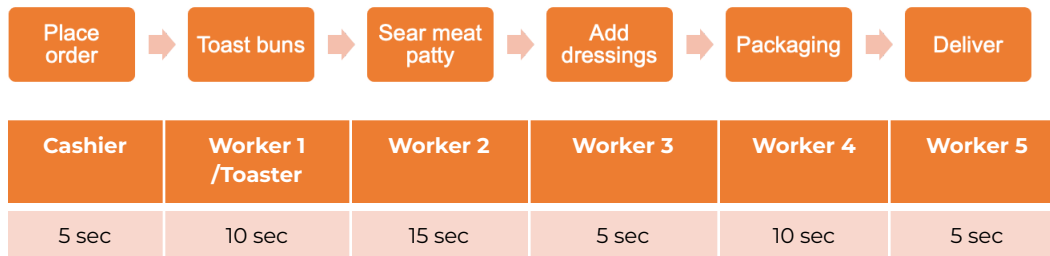 Place
order
Toast buns
Sear meat
patty
Add
dressings
Packaging
Deliver
Cashier
Worker 1
/Toaster
Worker 2
Worker 3
Worker 4
Worker 5
5 sec
10 sec
15 sec
5 sec
10 sec
5 sec